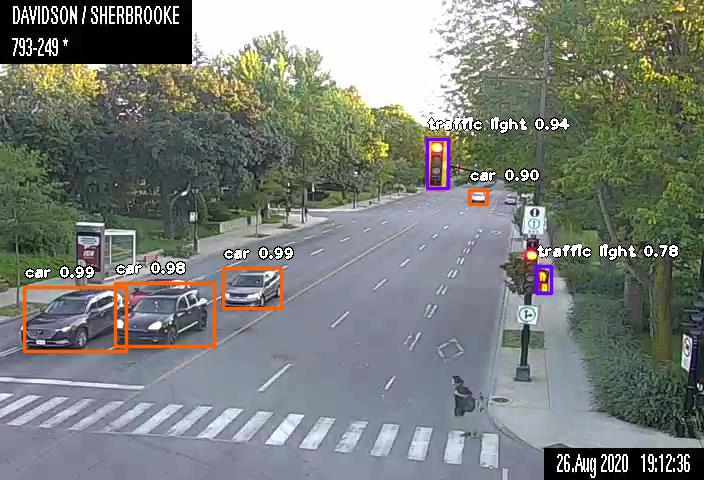 DAVIDSON / SHERBROOKE
793-249 *
traffic light 0.94
car 0.90
traffic light 0.78
car 0.99
car 0.99
car 0.98
26.Aug 2020 19:12:36